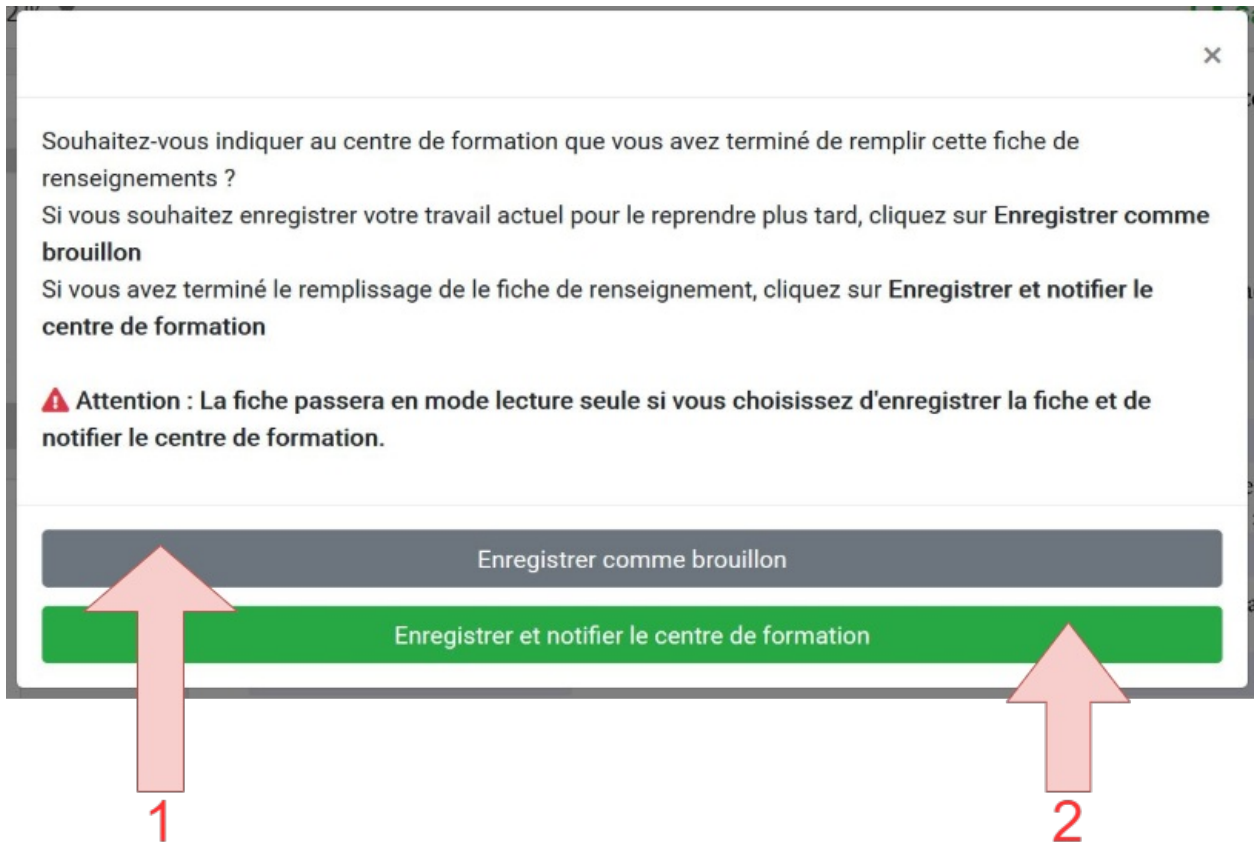 ×
Souhaitez-vous indiquer au centre de formation que vous avez terminé de remplir cette fiche de
renseignements ?
Si vous souhaitez enregistrer votre travail actuel pour le reprendre plus tard, cliquez sur Enregistrer comme
brouillon
Si vous avez terminé le remplissage de le fiche de renseignement, cliquez sur Enregistrer et notifier le
centre de formation
Attention : La fiche passera en mode lecture seule si vous choisissez d'enregistrer la fiche et de
notifier le centre de formation.
Enregistrer comme brouillon
Enregistrer et notifier le centre de formation
1
2